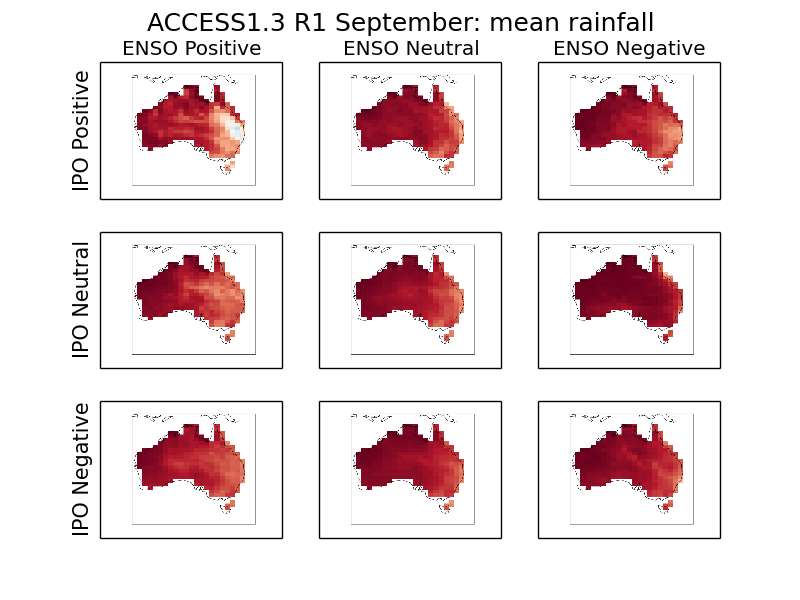 ACCESS1.3 R1 September: mean rainfall
ENSO Positive
ENSO Neutral
ENSO Negative
IPO Positive
IPO Neutral
IPO Negative